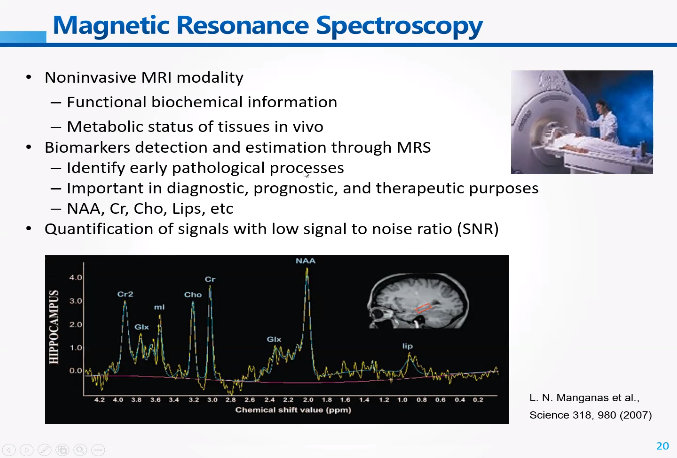 Magnetic Resonance Spectroscopy
• Noninvasive MRI modality
– Functional biochemical information
– Metabolic status of tissues in vivo
• Biomarkers detection and estimation through MRS
– Identify early pathological processes
– Important in diagnostic, prognostic, and therapeutic purposes
– NAA, Cr, Cho, Lips, etc
• Quantification of signals with low signal to noise ratio (SNR)
NAA
Cr
Cr2
Cho
mI
Glx
Glx
lip
HIPPOCAMPUS
4.0
3.0
2.0
1.0
0.0
4.2 4.0 3.8 3.6 3.4 3.2 3.0 2.8 2.6 2.4 2.2 2.0 1.8 1.6 1.4 1.2 1.0 0.8 0.6 0.4 0.2
Chemical shift value (ppm)
L. N. Manganas et al.,
Science 318, 980 (2007)
20